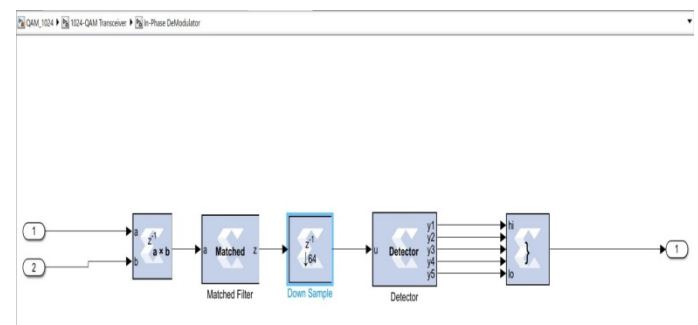 QAM_1024 ▶ 1024-QAM Transceiver ▶ In-Phase DeModulator
1
2
a
b
z⁻¹
a × b
a Matched z
Matched Filter
z⁻¹
↓64
Down Sample
u Detector
y1
y2
y3
y4
y5
Detector
hi
}
lo
1